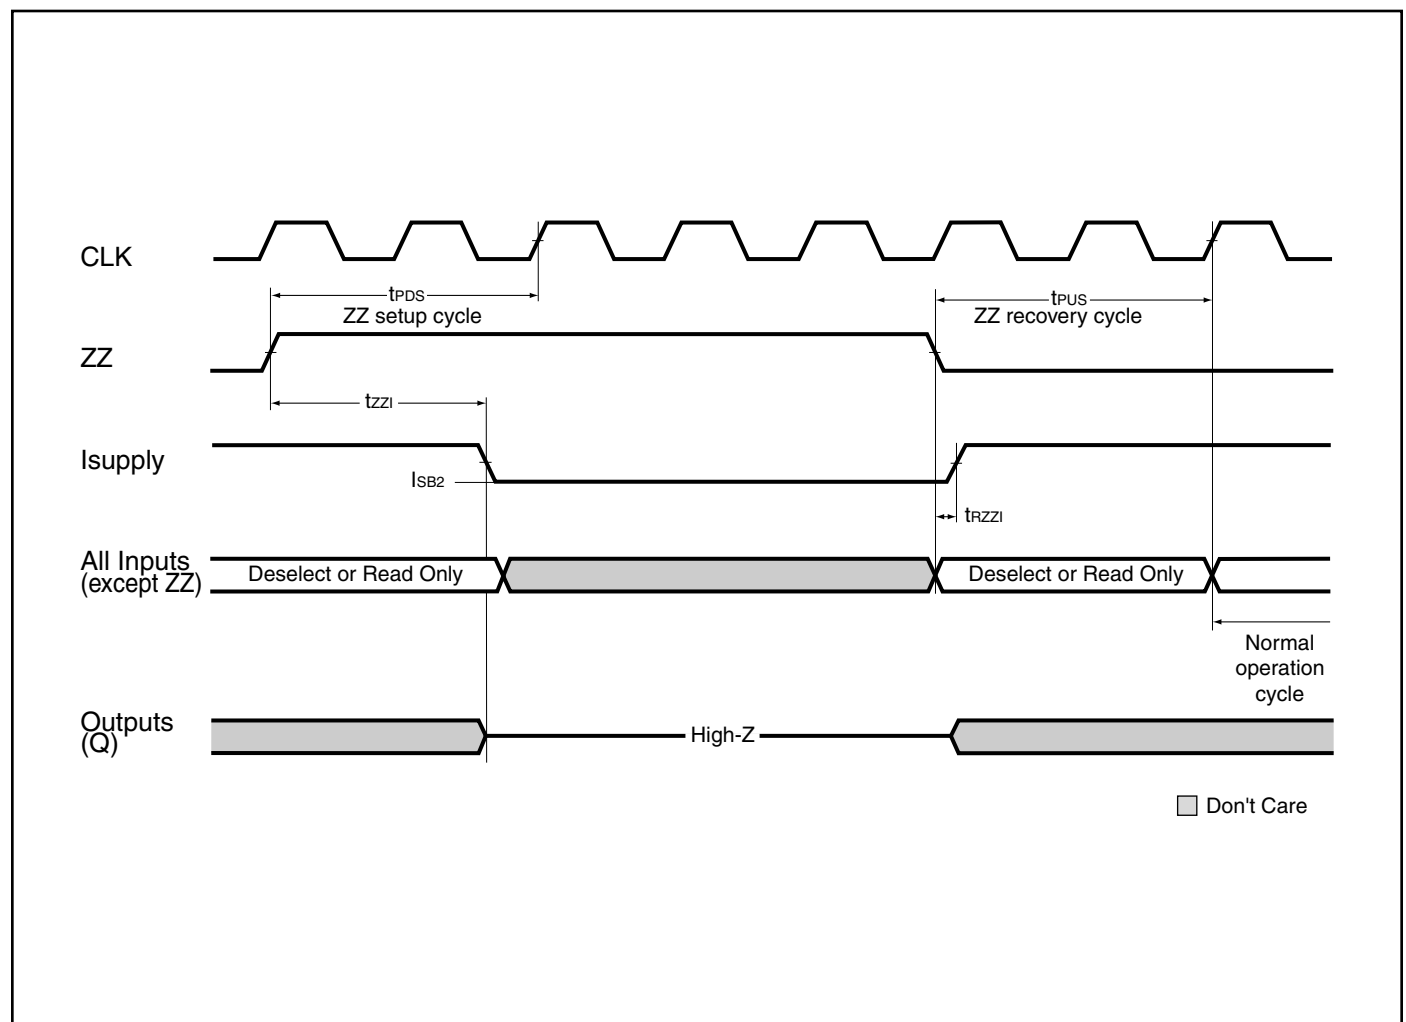 CLK
tPDS
ZZ setup cycle
tPUS
ZZ recovery cycle
ZZ
tZZI
Isupply
ISB2
tRZZI
All Inputs
(except ZZ)
Deselect or Read Only
Deselect or Read Only
Normal
operation
cycle
Outputs
(Q)
High-Z
Don't Care